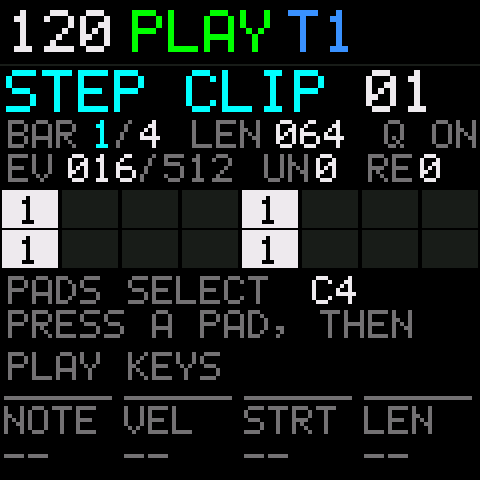 120 PLAY T1
STEP CLIP 01
BAR 1/4 LEN 064 Q ON
EV 016/512 UN0 RE0
1 1
1 1
PADS SELECT C4
PRESS A PAD, THEN
PLAY KEYS
NOTE VEL STRT LEN
-- -- -- --